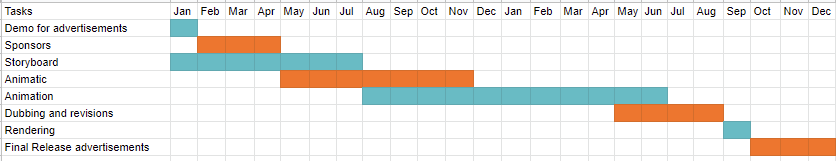 Tasks Jan Feb Mar Apr May Jun Jul Aug Sep Oct Nov Dec Jan Feb Mar Apr May Jun Jul Aug Sep Oct Nov Dec
Demo for advertisements
Sponsors
Storyboard
Animatic
Animation
Dubbing and revisions
Rendering
Final Release advertisements